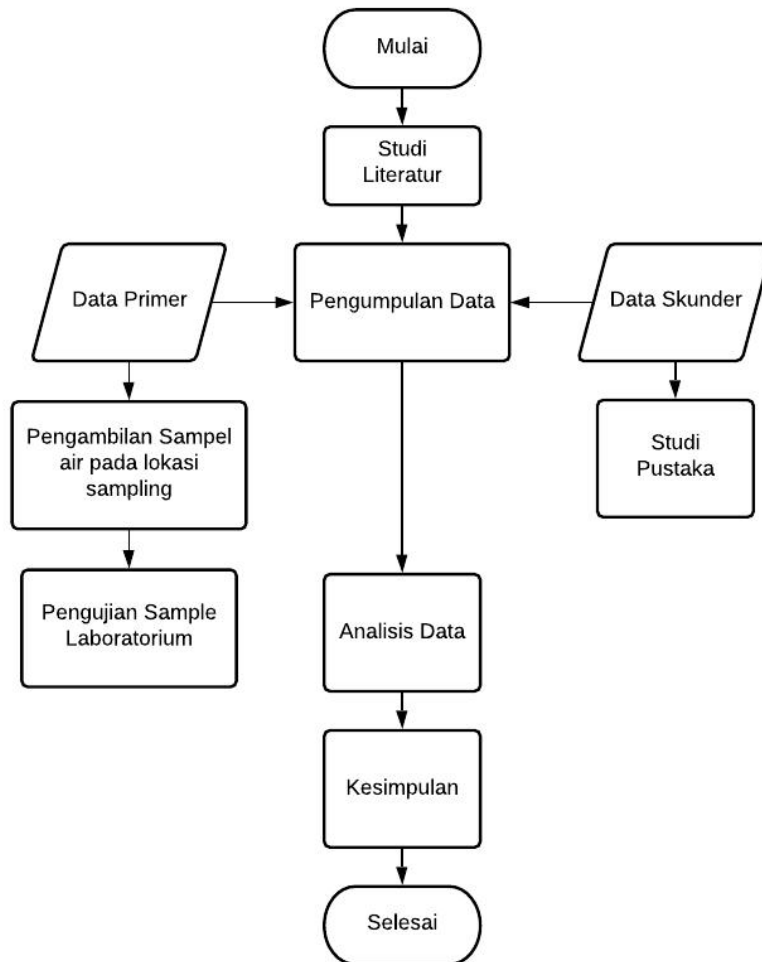 Mulai
Studi
Literatur
Data Primer
Pengumpulan Data
Data Skunder
Pengambilan Sampel
air pada lokasi
sampling
Studi
Pustaka
Pengujian Sample
Laboratorium
Analisis Data
Kesimpulan
Selesai